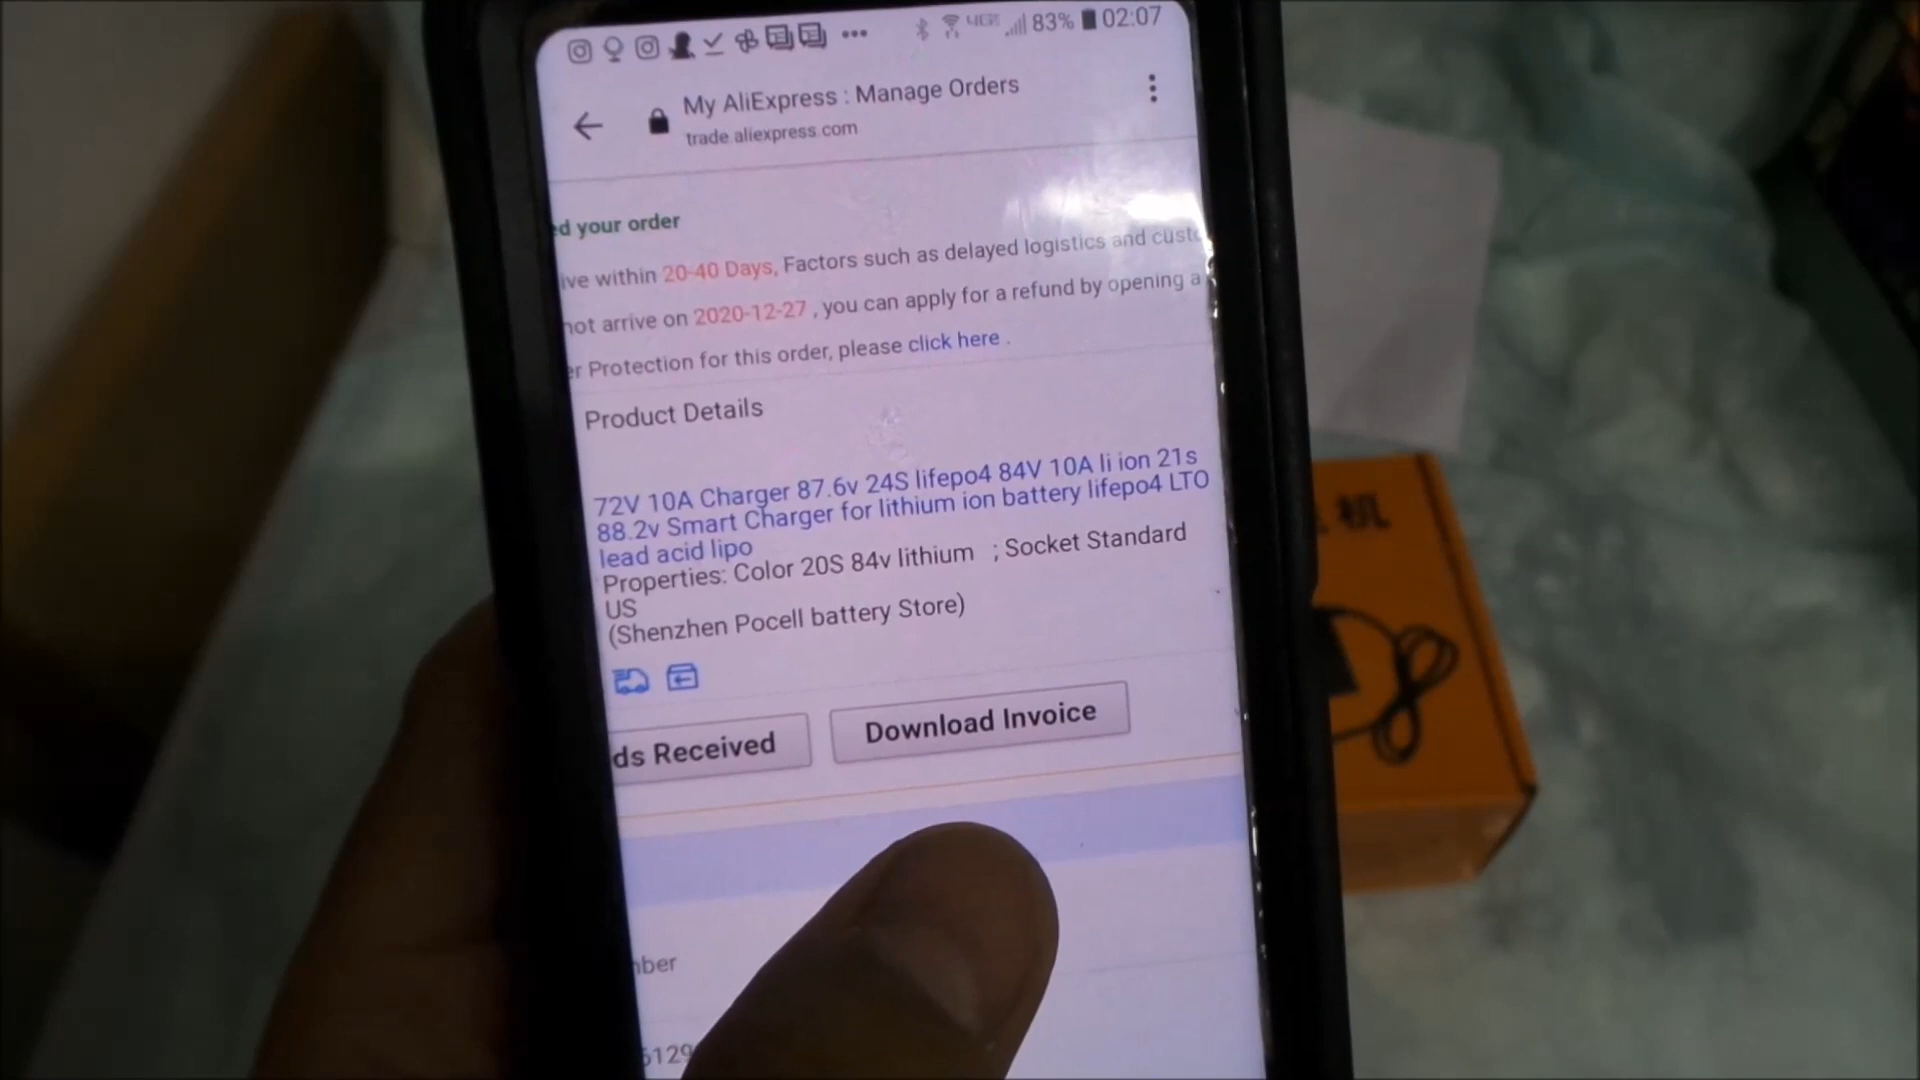 83% 02:07
My AliExpress : Manage Orders
trade.aliexpress.com
ed your order
ive within 20-40 Days, Factors such as delayed logistics and custo
not arrive on 2020-12-27 , you can apply for a refund by opening a
er Protection for this order, please click here .
Product Details
72V 10A Charger 87.6v 24S lifepo4 84V 10A li ion 21s
88.2v Smart Charger for lithium ion battery lifepo4 LTO
lead acid lipo
Properties: Color 20S 84v lithium ; Socket Standard
US
(Shenzhen Pocell battery Store)
ds Received
Download Invoice
nber
6129
机